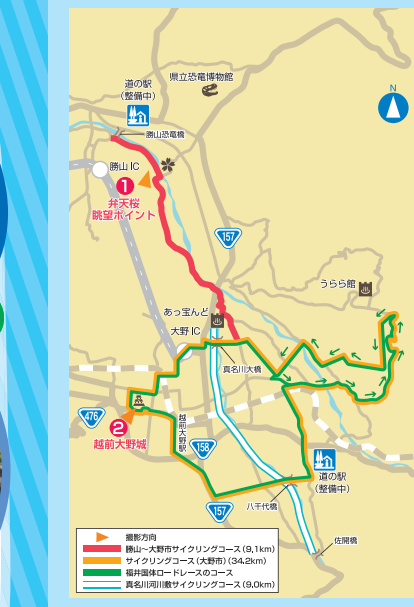 県立恐竜博物館
N
道の駅
(整備中)
勝山恐竜橋
勝山IC
1
弁天桜
眺望ポイント
157
うらら館
あっ宝んど
大野IC
真名川大橋
476
2
越前大野城
越前大野駅
158
道の駅
(整備中)
157
八千代橋
佐開橋
撮影方向
勝山~大野市サイクリングコース(9,1km)
サイクリングコース(大野市)(34.2km)
福井国体ロードレースのコース
真名川河川敷サイクリングコース(9,0km)